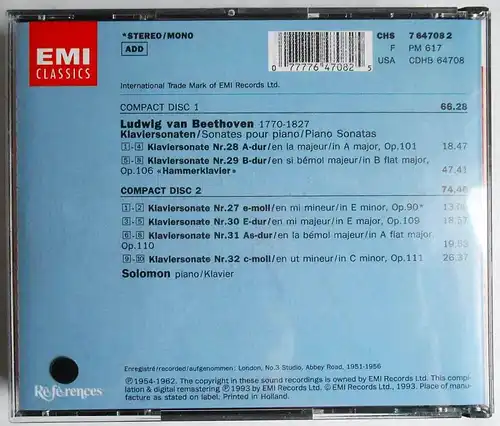 EMI
CLASSICS
*STEREO/MONO
ADD
CHS 7 64708 2
F PM 617
USA CDHB 64708
0 77776 47082 5
International Trade Mark of EMI Records Ltd.
COMPACT DISC 1 66.28
Ludwig van Beethoven 1770-1827
Klaviersonaten/Sonates pour piano/Piano Sonatas
1-4 Klaviersonate Nr.28 A-dur/en la majeur/in A major, Op.101 18.47
5-8 Klaviersonate Nr.29 B-dur/en si bémol majeur/in B flat major,
Op.106 «Hammerklavier» 47.41
COMPACT DISC 2
1-2 Klaviersonate Nr.27 e-moll/en mi mineur/in E minor, Op.90*
3-5 Klaviersonate Nr.30 E-dur/en mi majeur/in E major, Op.109 18.57
6-8 Klaviersonate Nr.31 As-dur/en la bémol majeur/in A flat major
Op.110 19.53
9-10 Klaviersonate Nr.32 c-moll/en ut mineur/in C minor, Op.111 26.37
Solomon piano/Klavier
Enregistré/recorded/aufgenommen: London, No.3 Studio, Abbey Road, 1951-1956
Ⓟ 1954-1962. The copyright in these sound recordings is owned by EMI Records Ltd. This compi-
lation & digital remastering Ⓟ 1993 by EMI Records Ltd. © EMI Records Ltd., 1993. Place of manu-
facture as stated on label. Printed in Holland.
Références